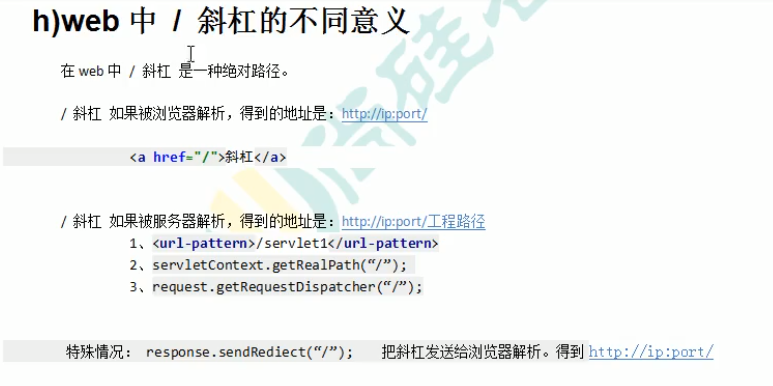 h)web 中 / 斜杠的不同意义
在 web 中 / 斜杠 是一种绝对路径。
/ 斜杠 如果被浏览器解析，得到的地址是：http://ip:port/
<a href="/">斜杠</a>
/ 斜杠 如果被服务器解析，得到的地址是：http://ip:port/工程路径
1、<url-pattern>/servlet1</url-pattern>
2、servletContext.getRealPath(“/”);
3、request.getRequestDispatcher(“/”);
特殊情况： response.sendRediect(“/”); 把斜杠发送给浏览器解析。得到 http://ip:port/